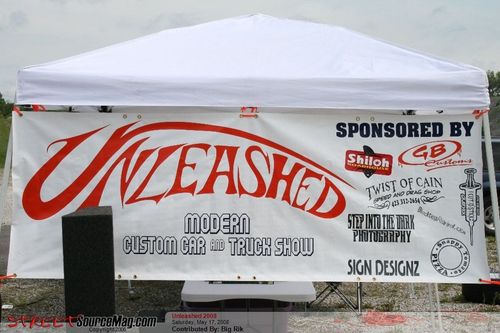 UNLEASHED
MODERN
CUSTOM CAR AND TRUCK SHOW
SPONSORED BY
Shiloh
ROADHOUSE
GB
Customs
TWIST OF CAIN
SPEED AND DRAG SHOP
STEP INTO THE DARK
PHOTOGRAPHY
SIGN DESIGNZ
STREETSourceMag.com
Unleashed 2008
Saturday, May 17, 2008
Contributed By: Big Rik